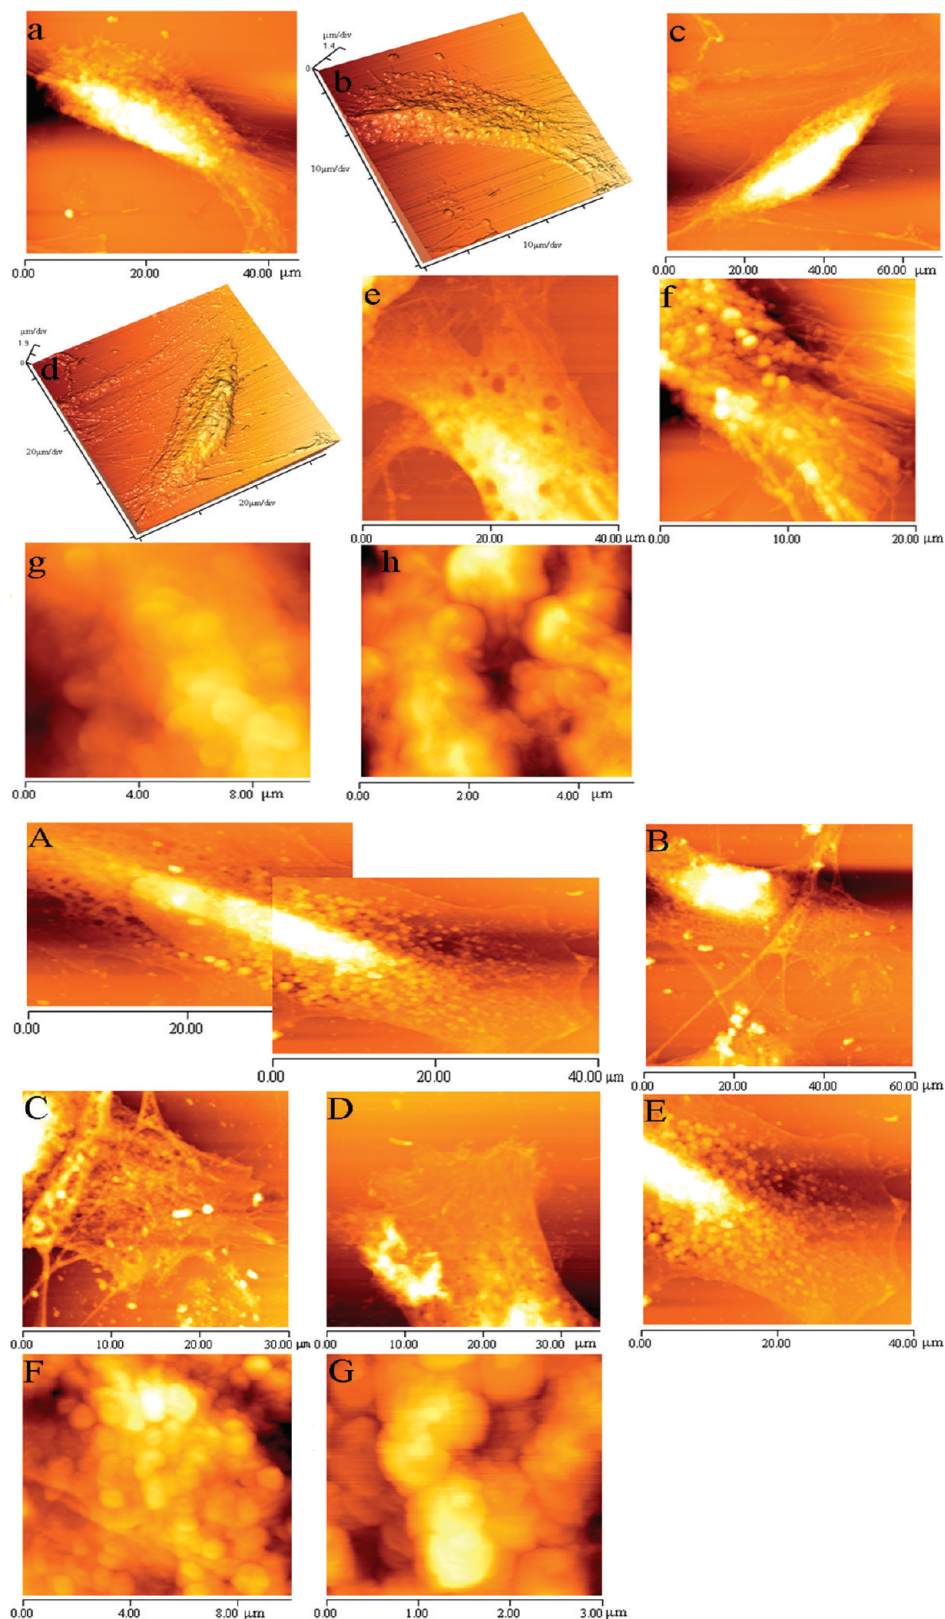 a
μm/div
1.4
0
b
10μm/div
10μm/div
c
0.00 20.00 40.00 μm
0.00 20.00 40.00 60.00 μm
μm/div
1.9
0
d
20μm/div
20μm/div
e
f
0.00 20.00 40.00 μm
0.00 10.00 20.00 μm
g
h
0.00 4.00 8.00 μm
0.00 2.00 4.00 μm
A
B
0.00 20.00
0.00 20.00 40.00 μm
0.00 20.00 40.00 60.00 μm
C
D
E
0.00 10.00 20.00 30.00 μm
0.00 10.00 20.00 30.00 μm
0.00 20.00 40.00 μm
F
G
0.00 4.00 8.00 μm
0.00 1.00 2.00 3.00 μm